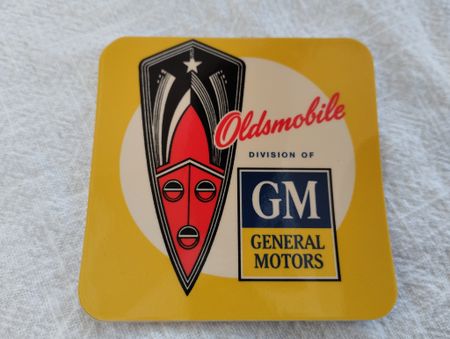 Oldsmobile
DIVISION OF
GM
GENERAL
MOTORS